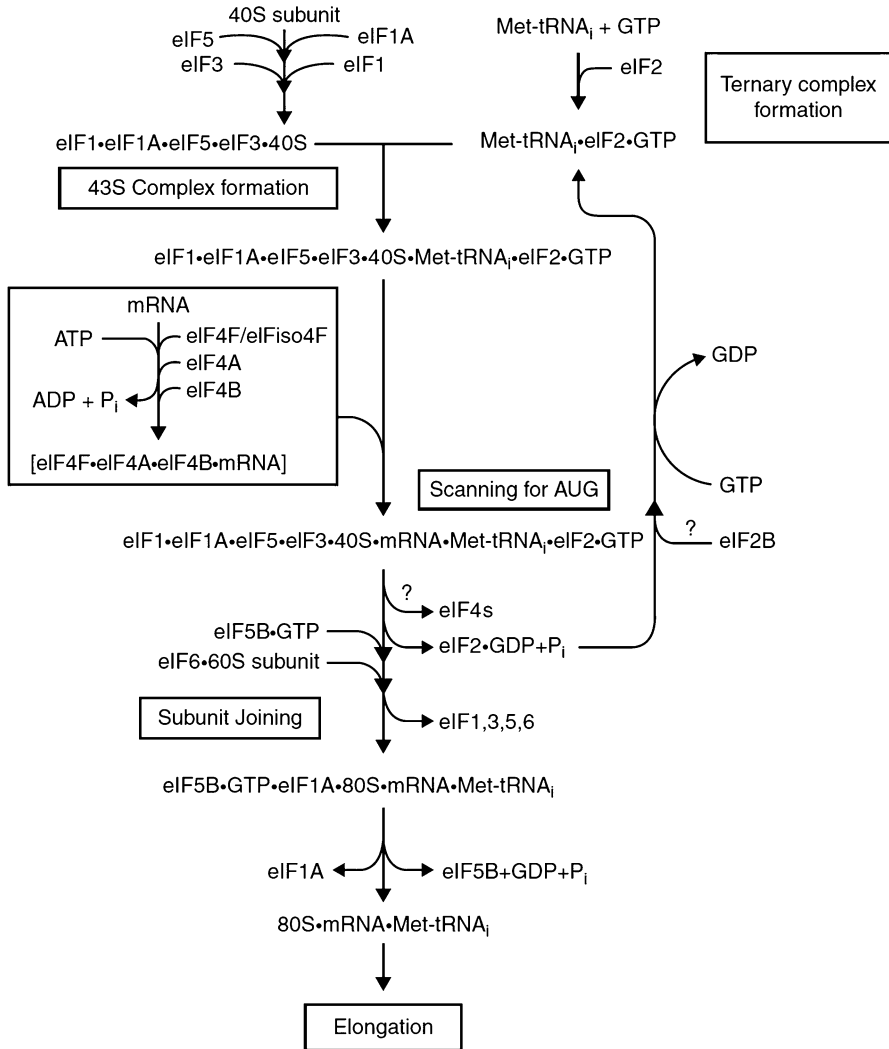 40S subunit
eIF5
eIF1A
eIF3
eIF1
Met-tRNAi + GTP
eIF2
Ternary complex
formation
eIF1•eIF1A•eIF5•eIF3•40S
Met-tRNAi•eIF2•GTP
43S Complex formation
eIF1•eIF1A•eIF5•eIF3•40S•Met-tRNAi•eIF2•GTP
mRNA
ATP
eIF4F/eIFiso4F
eIF4A
ADP + Pi
eIF4B
[eIF4F•eIF4A•eIF4B•mRNA]
GDP
GTP
Scanning for AUG
?
eIF2B
eIF1•eIF1A•eIF5•eIF3•40S•mRNA•Met-tRNAi•eIF2•GTP
?
eIF4s
eIF5B•GTP
eIF2•GDP+Pi
eIF6•60S subunit
Subunit Joining
eIF1,3,5,6
eIF5B•GTP•eIF1A•80S•mRNA•Met-tRNAi
eIF1A
eIF5B+GDP+Pi
80S•mRNA•Met-tRNAi
Elongation